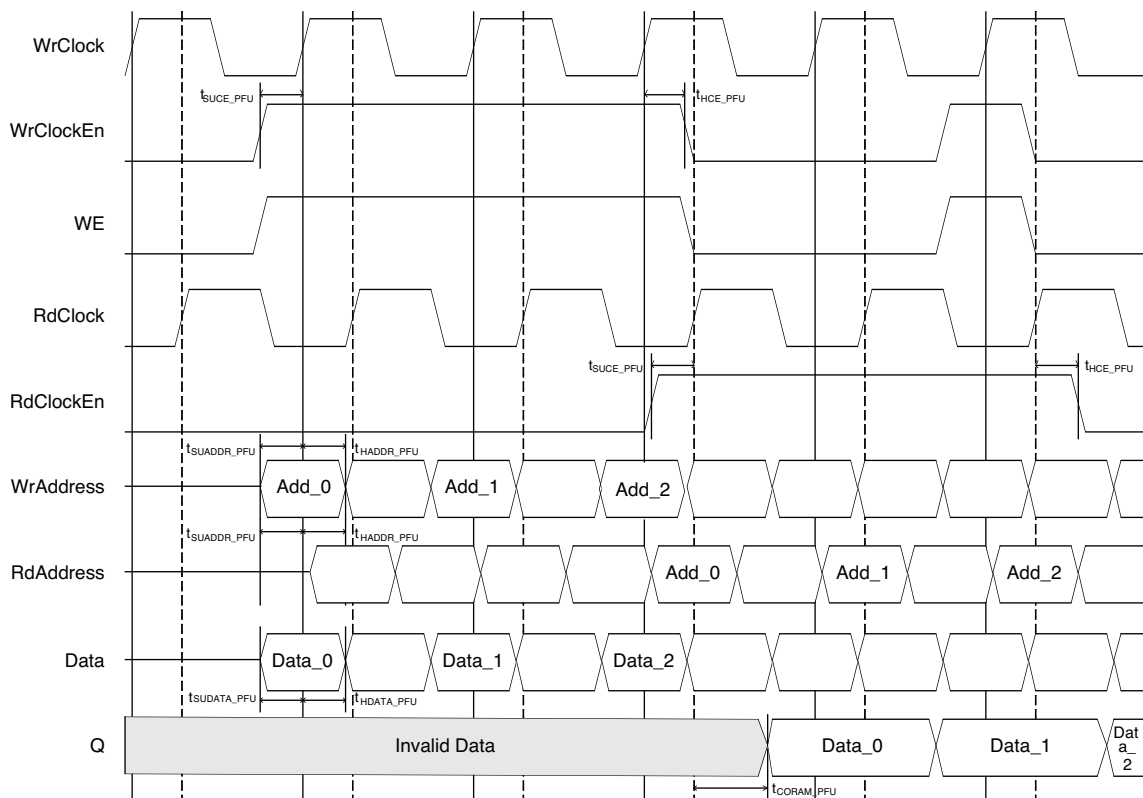 WrClock
tSUCE_PFU
tHCE_PFU
WrClockEn
WE
RdClock
tSUCE_PFU
tHCE_PFU
RdClockEn
tSUADDR_PFU
tHADDR_PFU
WrAddress
Add_0
Add_1
Add_2
tSUADDR_PFU
tHADDR_PFU
RdAddress
Add_0
Add_1
Add_2
Data
Data_0
Data_1
Data_2
tSUDATA_PFU
tHDATA_PFU
Q
Invalid Data
Data_0
Data_1
Dat
a_
2
tCORAM_PFU